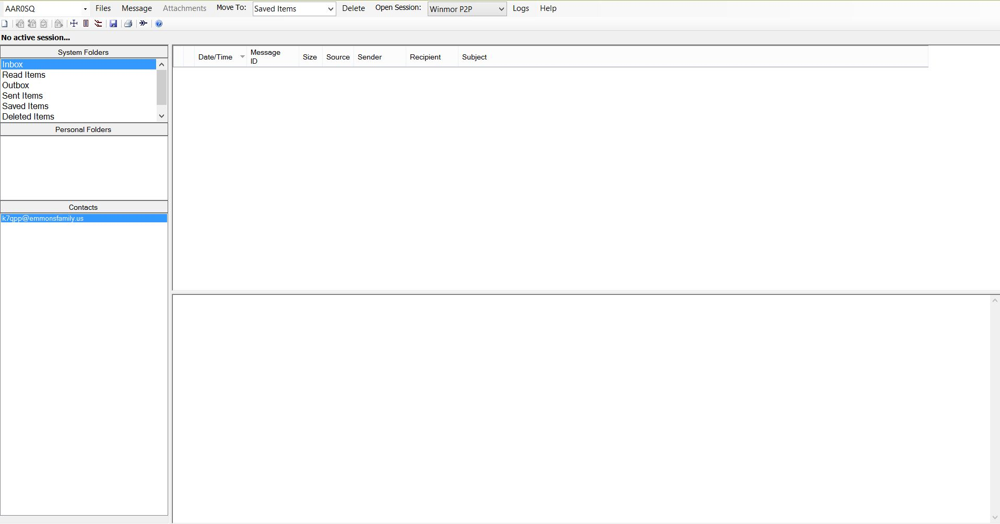 AAR0SQ Files Message Attachments Move To: Saved Items Delete Open Session: Winmor P2P Logs Help
No active session...
System Folders
Inbox
Read Items
Outbox
Sent Items
Saved Items
Deleted Items
Personal Folders
Contacts
k7qpp@emmonsfamily.us
Date/Time Message ID Size Source Sender Recipient Subject